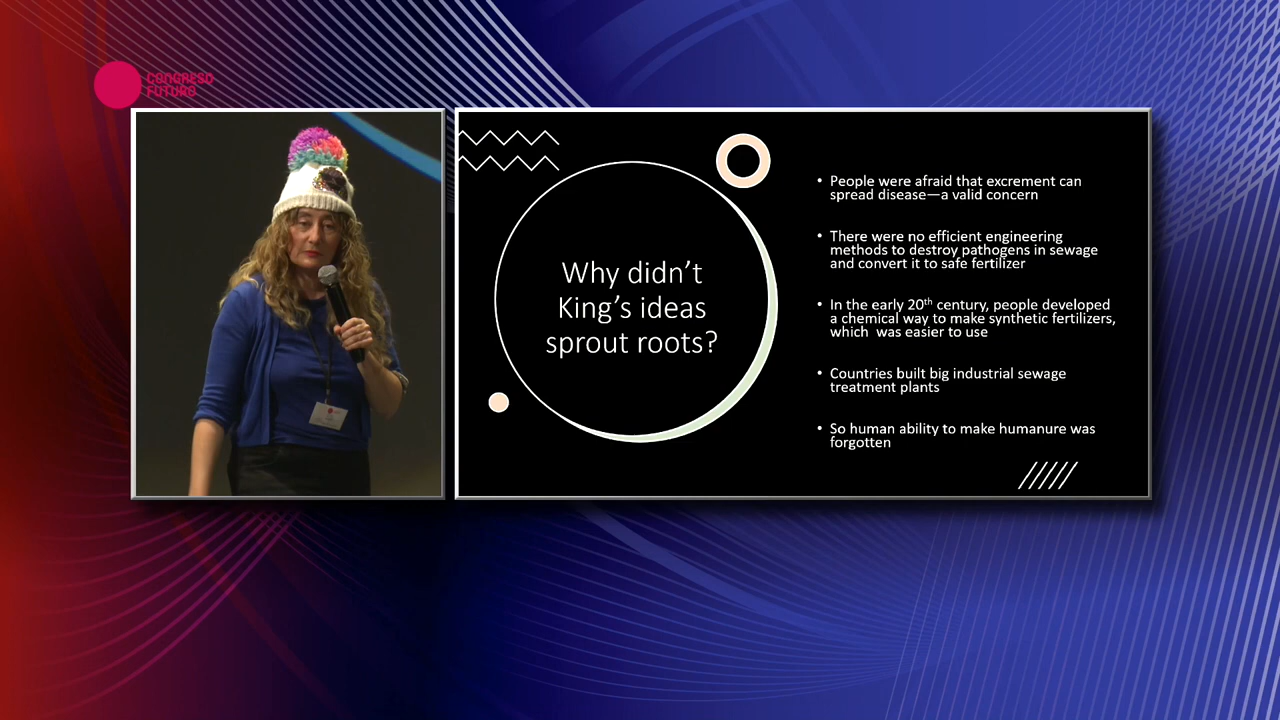 CONGRESO
FUTURO
Why didn't
King's ideas
sprout roots?
• People were afraid that excrement can
spread disease—a valid concern
• There were no efficient engineering
methods to destroy pathogens in sewage
and convert it to safe fertilizer
• In the early 20th century, people developed
a chemical way to make synthetic fertilizers,
which was easier to use
• Countries built big industrial sewage
treatment plants
• So human ability to make humanure was
forgotten